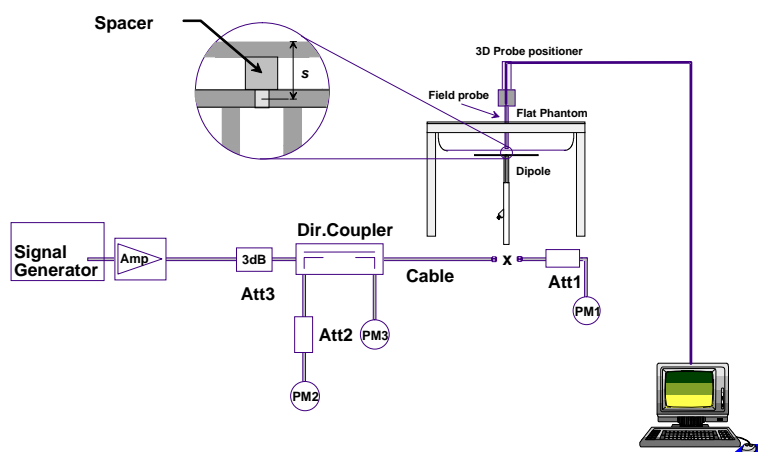 Spacer
s
3D Probe positioner
Field probe
Flat Phantom
Dipole
Dir.Coupler
Signal
Generator
Amp
3dB
Att3
Cable
x
Att1
PM1
Att2
PM3
PM2